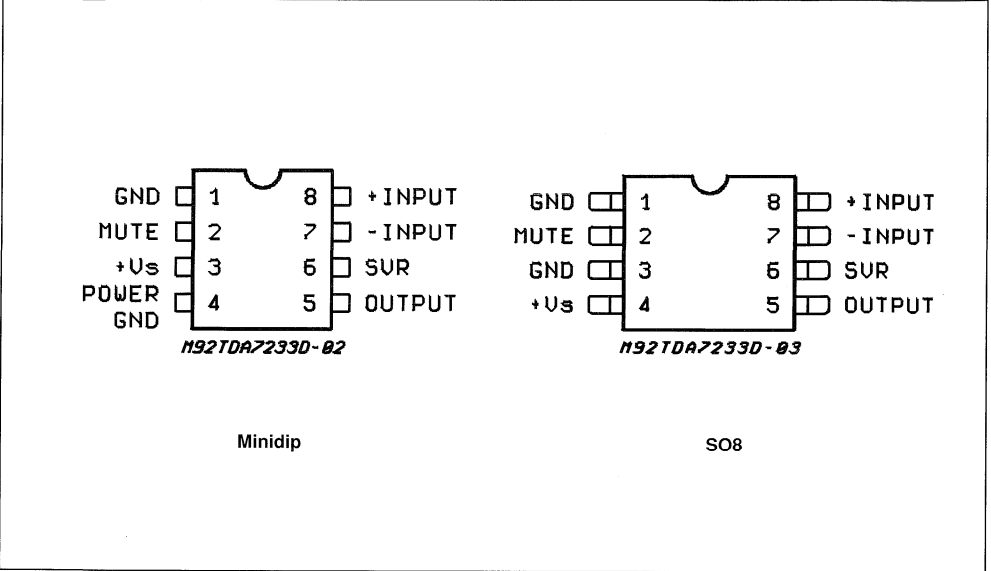 GND 1 8 +INPUT
MUTE 2 7 -INPUT
+Vs 3 6 SVR
POWER GND 4 5 OUTPUT
M92TDA7233D-02
Minidip
GND 1 8 +INPUT
MUTE 2 7 -INPUT
GND 3 6 SVR
+Vs 4 5 OUTPUT
M92TDA7233D-03
SO8